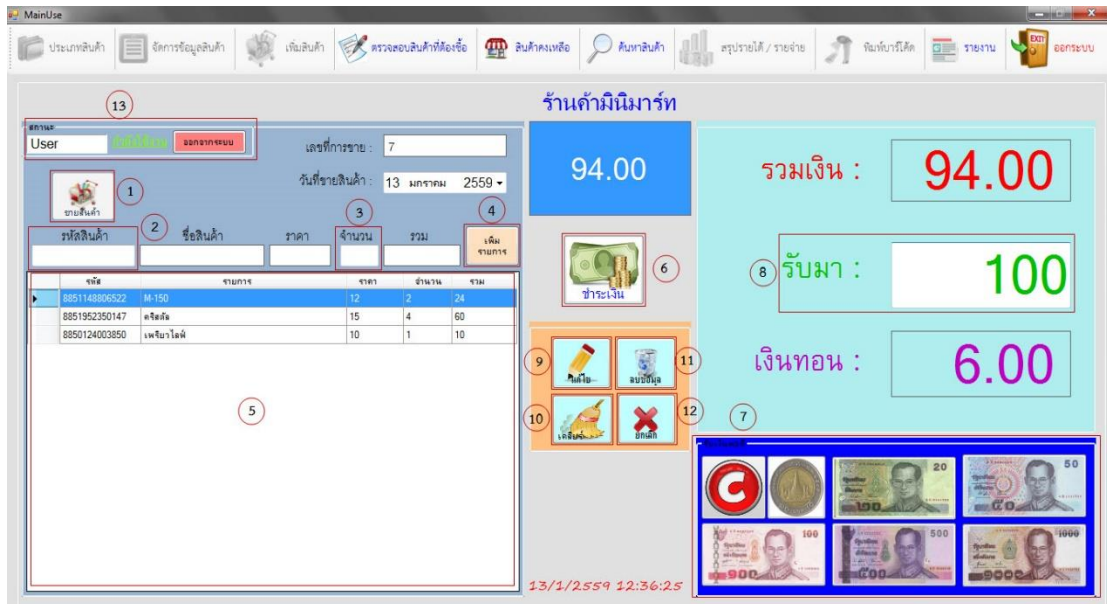 MainUse
ประเภทสินค้า จัดการข้อมูลสินค้า เพิ่มสินค้า ตรวจสอบสินค้าที่ต้องซื้อ สินค้าคงเหลือ ค้นหาสินค้า สรุปรายได้ / รายจ่าย พิมพ์บาร์โค้ด รายงาน EXIT ออกระบบ
ร้านค้ามินิมาร์ท
13
สถานะ
User ออกจากระบบ
เลขที่การขาย : 7
วันที่ขายสินค้า : 13 มกราคม 2559
1
ขายสินค้า
2 3 4
รหัสสินค้า ชื่อสินค้า ราคา จำนวน รวม เพิ่มรายการ
รหัส รายการ ราคา จำนวน รวม
8851148806522 M-150 12 2 24
8851952350147 คริสตัล 15 4 60
8850124003850 เพรียวไลฟ์ 10 1 10
5
94.00
6
ชำระเงิน
9 แก้ไข ลบข้อมูล 11
10 เคลียร์ ยกเลิก 12
รวมเงิน : 94.00
8 รับมา : 100
เงินทอน : 6.00
7
C 20 50
100 500 1000
13/1/2559 12:36:25